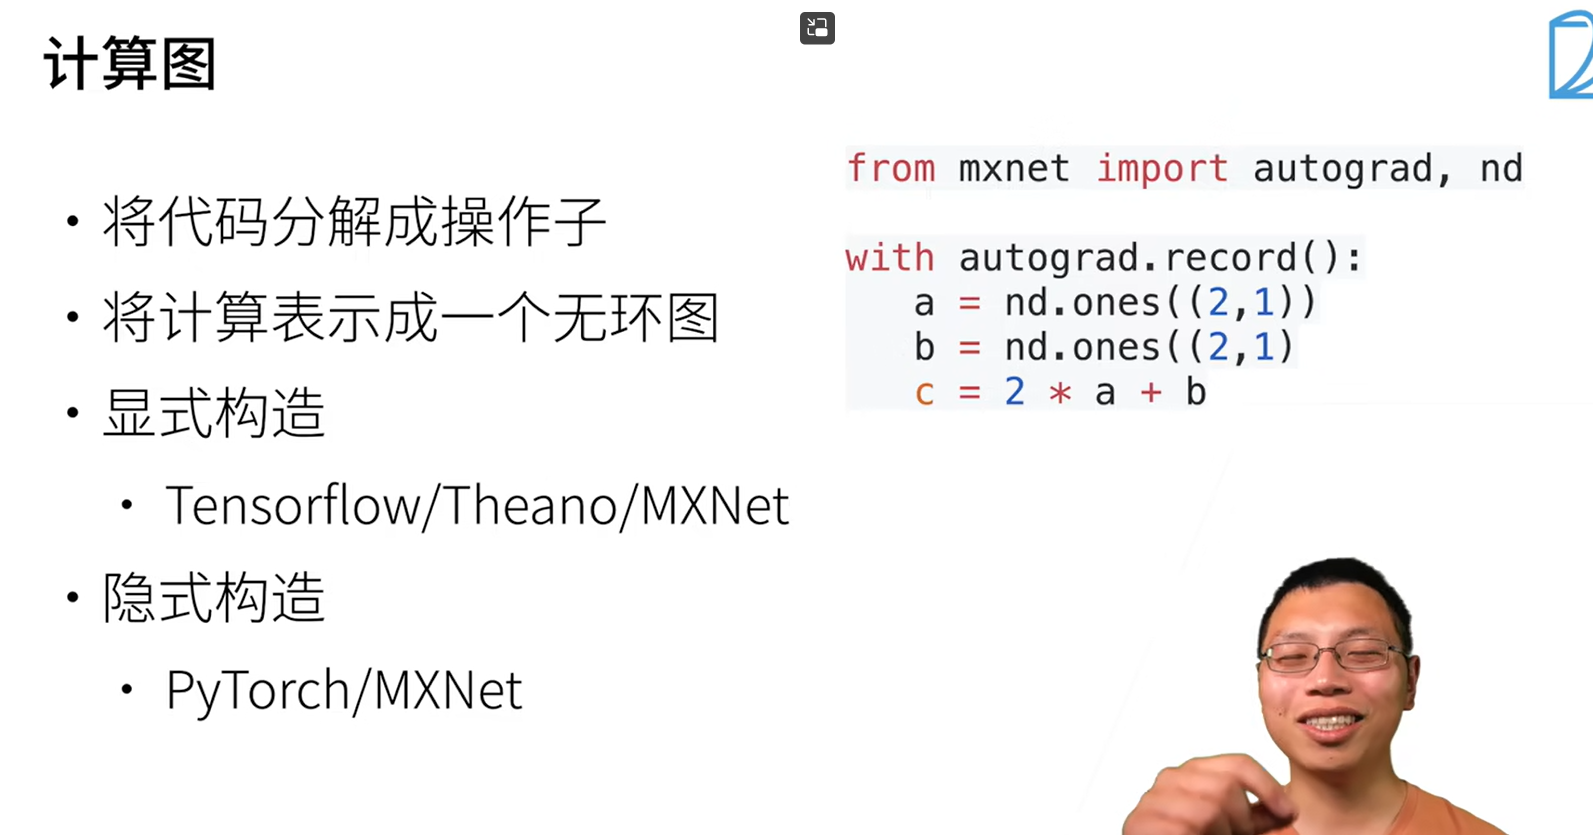 计算图
• 将代码分解成操作子
• 将计算表示成一个无环图
• 显式构造
• Tensorflow/Theano/MXNet
• 隐式构造
• PyTorch/MXNet
from mxnet import autograd, nd
with autograd.record():
a = nd.ones((2,1))
b = nd.ones((2,1)
c = 2 * a + b